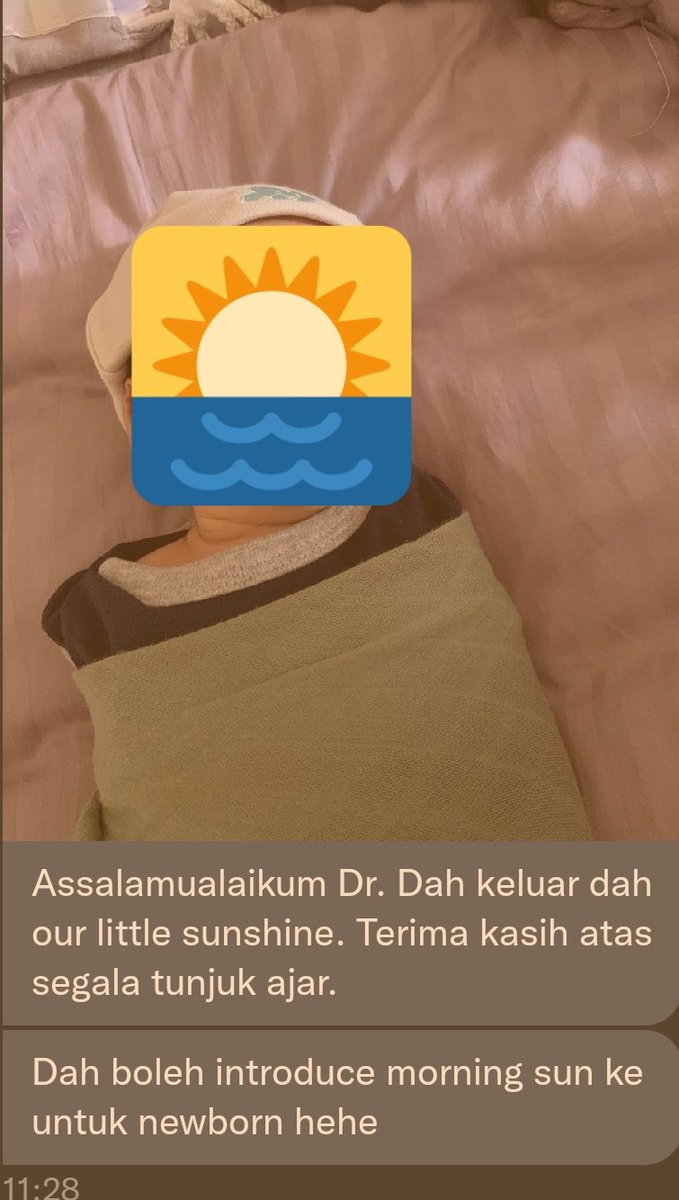 Assalamualaikum Dr. Dah keluar dah
our little sunshine. Terima kasih atas
segala tunjuk ajar.
Dah boleh introduce morning sun ke
untuk newborn hehe
11:28